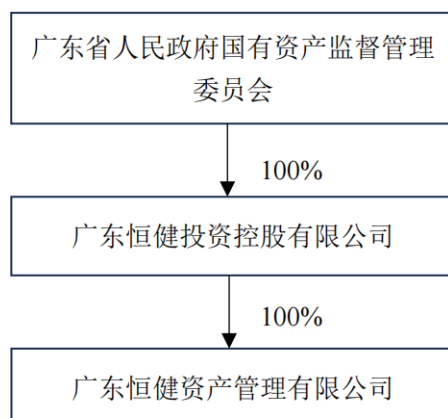 广东省人民政府国有资产监督管理
委员会
100%
广东恒健投资控股有限公司
100%
广东恒健资产管理有限公司